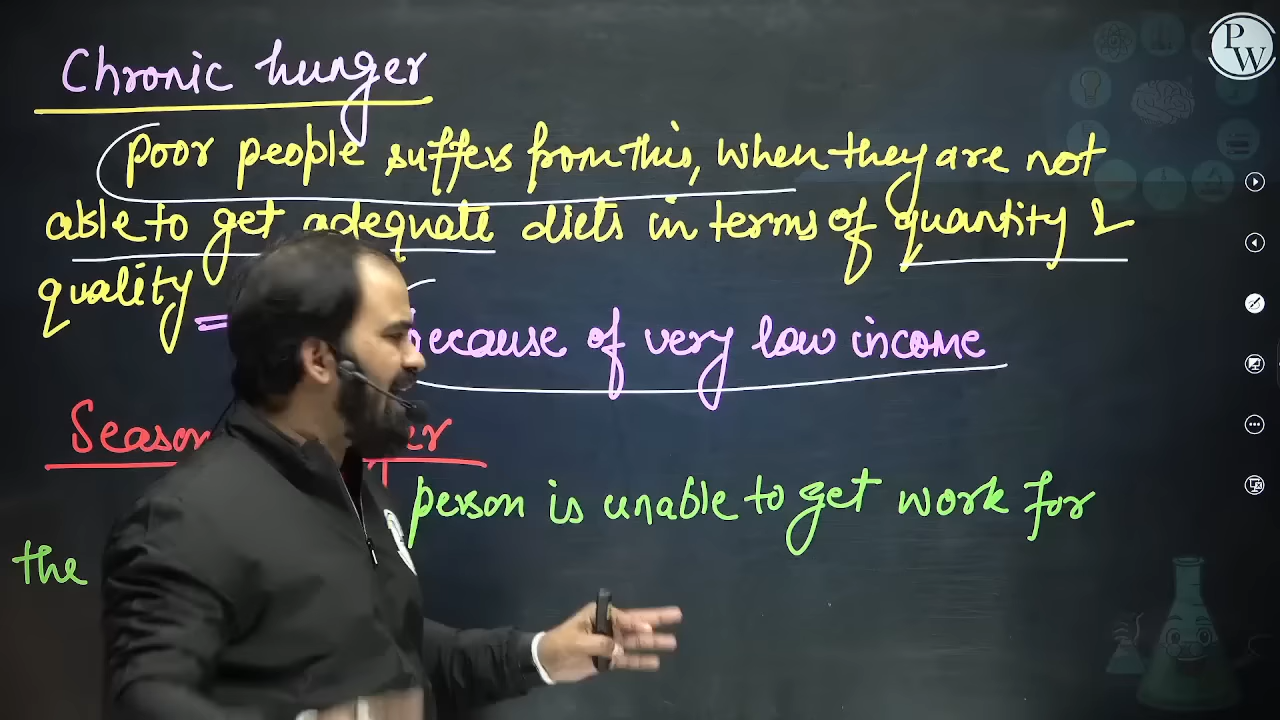 Chronic hunger
poor people suffers from this, when they are not
able to get adequate diets in terms of quantity &
quality
because of very low income
person is unable to get work for
the
PW